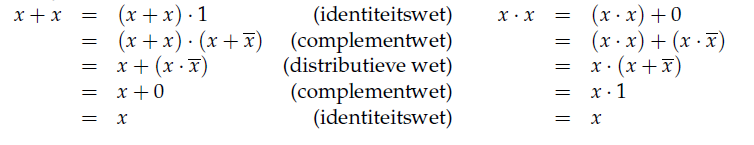 x + x = (x + x) · 1 (identiteitswet) x · x = (x · x) + 0
= (x + x) · (x + x̅) (complementwet) = (x · x) + (x · x̅)
= x + (x · x̅) (distributieve wet) = x · (x + x̅)
= x + 0 (complementwet) = x · 1
= x (identiteitswet) = x